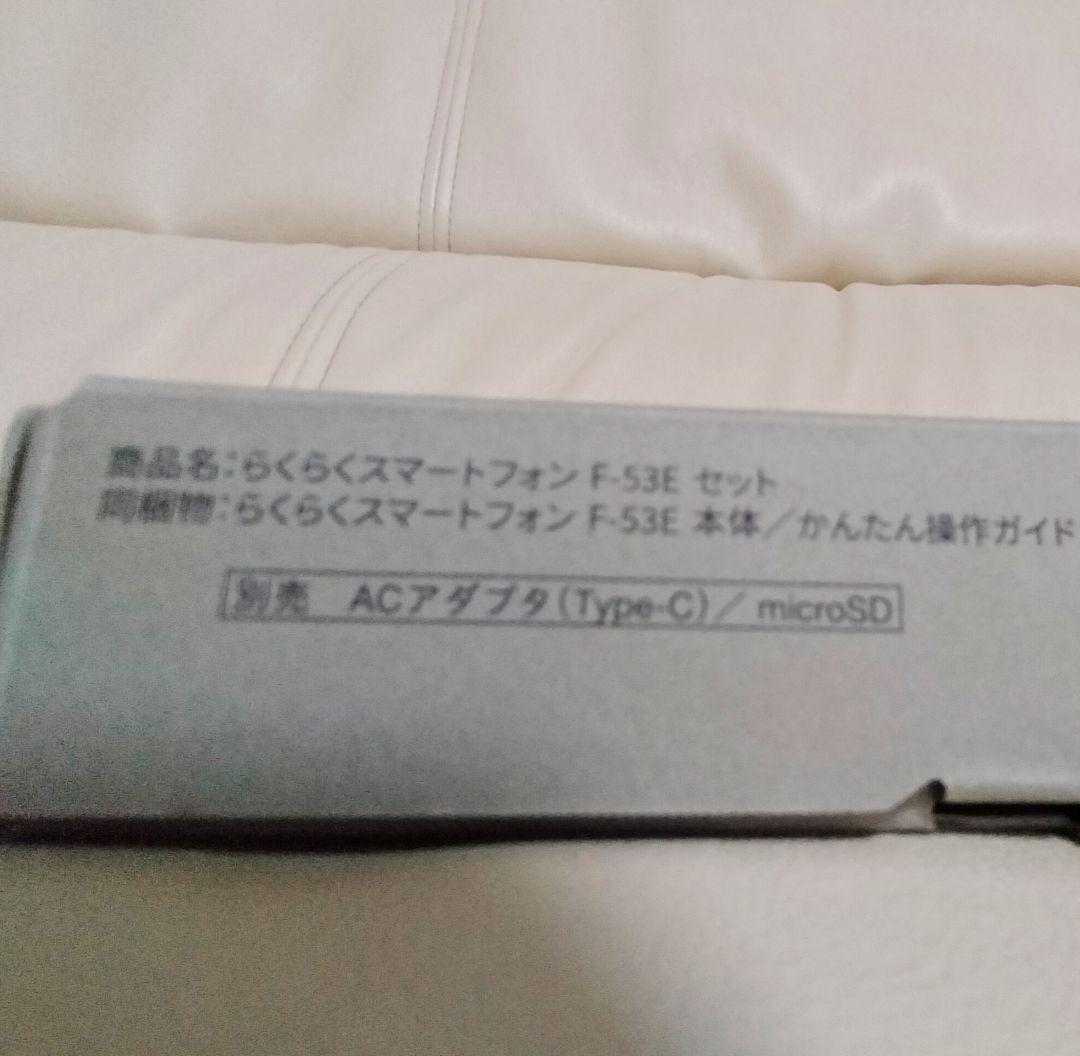 商品名：らくらくスマートフォン F-53E セット
同梱物：らくらくスマートフォン F-53E 本体／かんたん操作ガイド
別売　ACアダプタ（Type-C）／ microSD